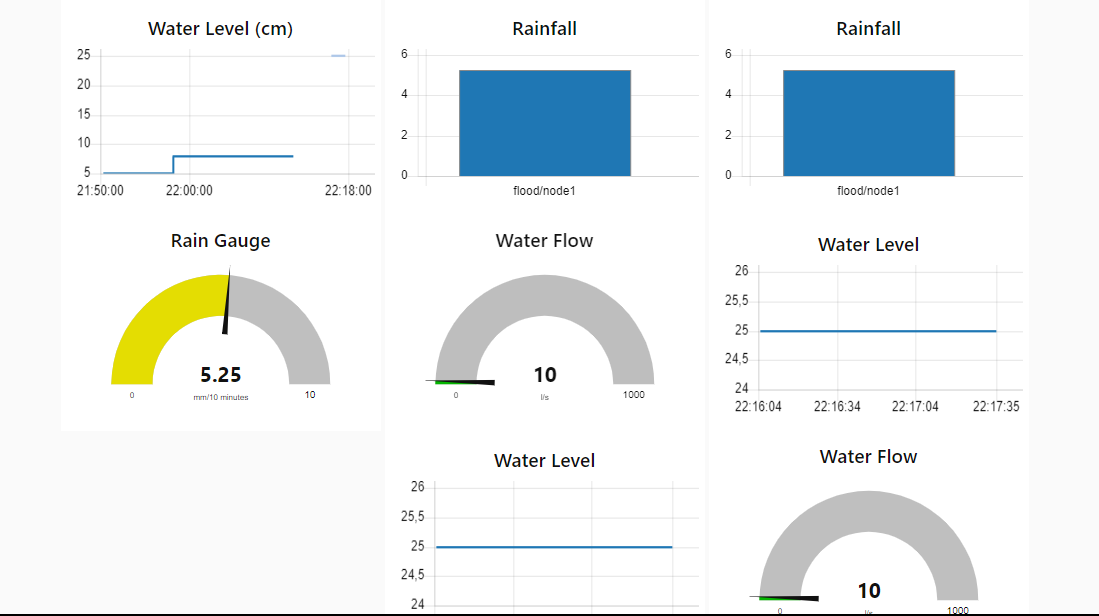 Water Level (cm)
25
20
15
10
5
21:50:00 22:00:00 22:18:00
Rain Gauge
5.25
mm/10 minutes
0 10
Rainfall
6
4
2
0
flood/node1
Water Flow
10
l/s
0 1000
Water Level
26
25,5
25
24,5
24
Rainfall
6
4
2
0
flood/node1
Water Level
26
25,5
25
24,5
24
22:16:04 22:16:34 22:17:04 22:17:35
Water Flow
10
l/s
0 1000